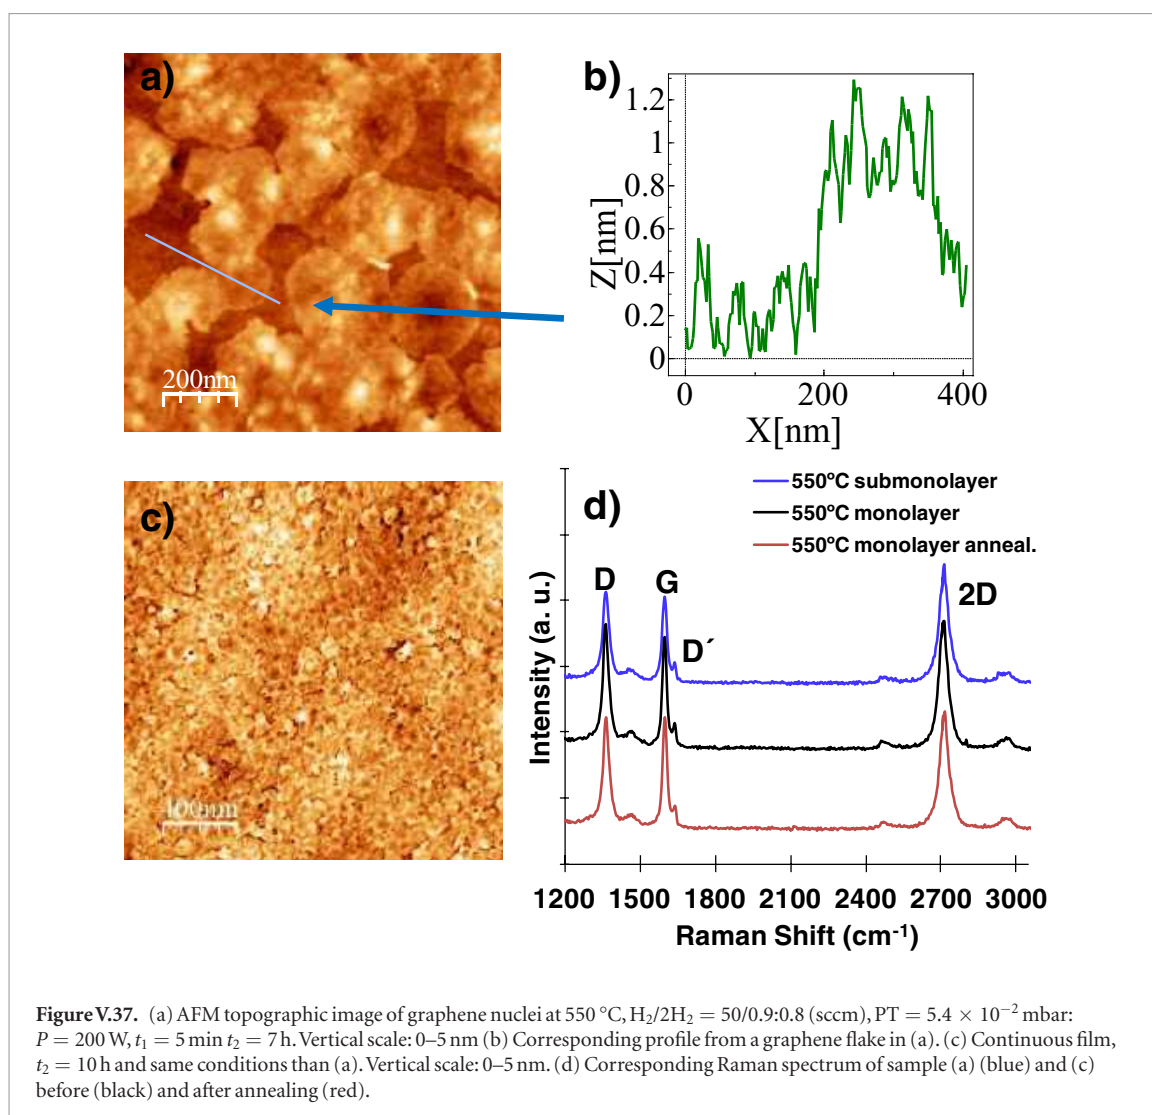 a)
200nm
b)
Z[nm]
1.2
1
0.8
0.6
0.4
0.2
0
0 200 400
X[nm]
c)
100nm
d)
550ºC submonolayer
550ºC monolayer
550ºC monolayer anneal.
D G D´ 2D
Intensity (a. u.)
1200 1500 1800 2100 2400 2700 3000
Raman Shift (cm⁻¹)
Figure V.37. (a) AFM topographic image of graphene nuclei at 550 °C, H₂/2H₂ = 50/0.9:0.8 (sccm), PT = 5.4 × 10⁻² mbar:
P = 200 W, t₁ = 5 min t₂ = 7 h. Vertical scale: 0–5 nm (b) Corresponding profile from a graphene flake in (a). (c) Continuous film,
t₂ = 10 h and same conditions than (a). Vertical scale: 0–5 nm. (d) Corresponding Raman spectrum of sample (a) (blue) and (c)
before (black) and after annealing (red).